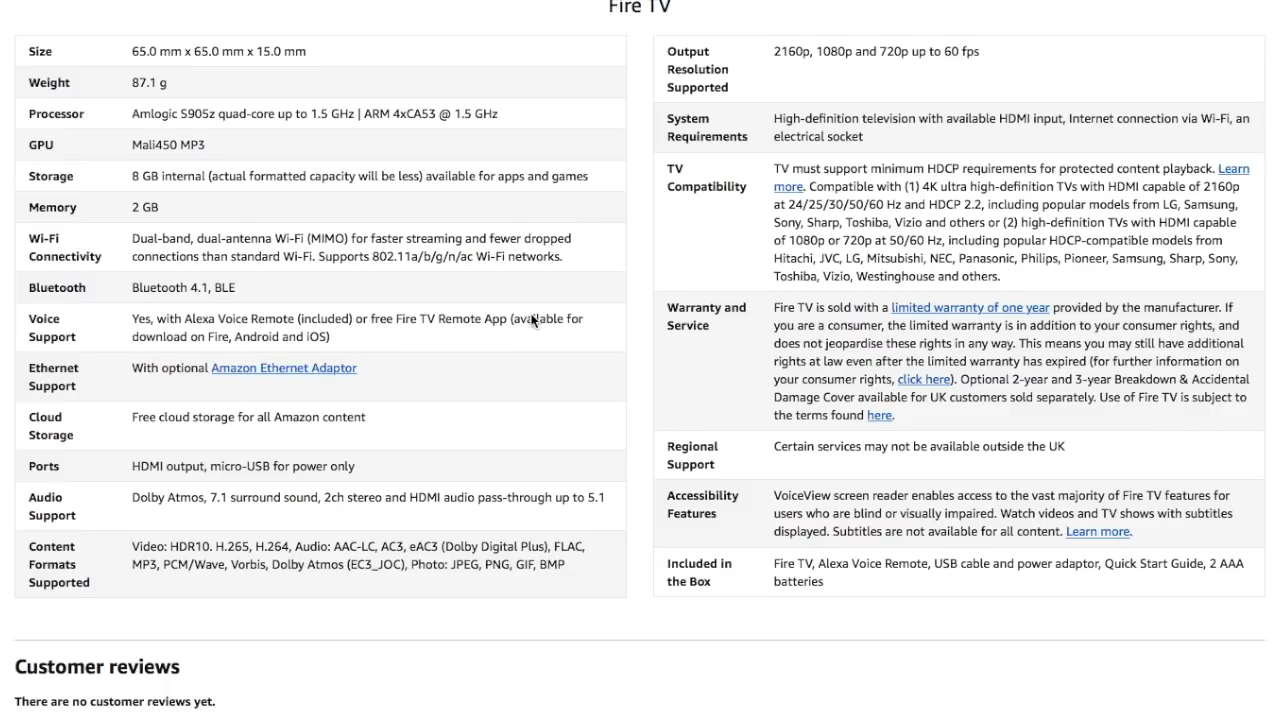 Fire TV
Size 65.0 mm x 65.0 mm x 15.0 mm
Weight 87.1 g
Processor Amlogic S905z quad-core up to 1.5 GHz | ARM 4xCA53 @ 1.5 GHz
GPU Mali450 MP3
Storage 8 GB internal (actual formatted capacity will be less) available for apps and games
Memory 2 GB
Wi-Fi Dual-band, dual-antenna Wi-Fi (MIMO) for faster streaming and fewer dropped
Connectivity connections than standard Wi-Fi. Supports 802.11a/b/g/n/ac Wi-Fi networks.
Bluetooth Bluetooth 4.1, BLE
Voice Yes, with Alexa Voice Remote (included) or free Fire TV Remote App (available for
Support download on Fire, Android and iOS)
Ethernet With optional Amazon Ethernet Adaptor
Support
Cloud Free cloud storage for all Amazon content
Storage
Ports HDMI output, micro-USB for power only
Audio Dolby Atmos, 7.1 surround sound, 2ch stereo and HDMI audio pass-through up to 5.1
Support
Content Video: HDR10. H.265, H.264, Audio: AAC-LC, AC3, eAC3 (Dolby Digital Plus), FLAC,
Formats MP3, PCM/Wave, Vorbis, Dolby Atmos (EC3_JOC), Photo: JPEG, PNG, GIF, BMP
Supported
Output 2160p, 1080p and 720p up to 60 fps
Resolution
Supported
System High-definition television with available HDMI input, Internet connection via Wi-Fi, an
Requirements electrical socket
TV TV must support minimum HDCP requirements for protected content playback. Learn
Compatibility more. Compatible with (1) 4K ultra high-definition TVs with HDMI capable of 2160p
at 24/25/30/50/60 Hz and HDCP 2.2, including popular models from LG, Samsung,
Sony, Sharp, Toshiba, Vizio and others or (2) high-definition TVs with HDMI capable
of 1080p or 720p at 50/60 Hz, including popular HDCP-compatible models from
Hitachi, JVC, LG, Mitsubishi, NEC, Panasonic, Philips, Pioneer, Samsung, Sharp, Sony,
Toshiba, Vizio, Westinghouse and others.
Warranty and Fire TV is sold with a limited warranty of one year provided by the manufacturer. If
Service you are a consumer, the limited warranty is in addition to your consumer rights, and
does not jeopardise these rights in any way. This means you may still have additional
rights at law even after the limited warranty has expired (for further information on
your consumer rights, click here). Optional 2-year and 3-year Breakdown & Accidental
Damage Cover available for UK customers sold separately. Use of Fire TV is subject to
the terms found here.
Regional Certain services may not be available outside the UK
Support
Accessibility VoiceView screen reader enables access to the vast majority of Fire TV features for
Features users who are blind or visually impaired. Watch videos and TV shows with subtitles
displayed. Subtitles are not available for all content. Learn more.
Included in Fire TV, Alexa Voice Remote, USB cable and power adaptor, Quick Start Guide, 2 AAA
the Box batteries
Customer reviews
There are no customer reviews yet.